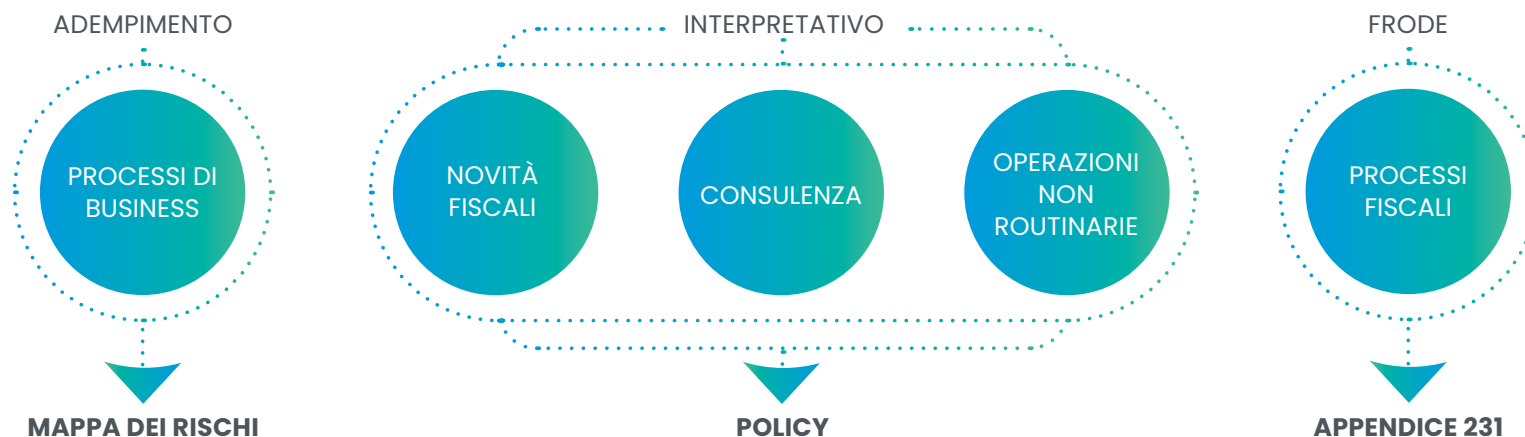 ADEMPIMENTO
INTERPRETATIVO
FRODE
PROCESSI DI
BUSINESS
NOVITÀ
FISCALI
CONSULENZA
OPERAZIONI
NON
ROUTINARIE
PROCESSI
FISCALI
MAPPA DEI RISCHI
POLICY
APPENDICE 231